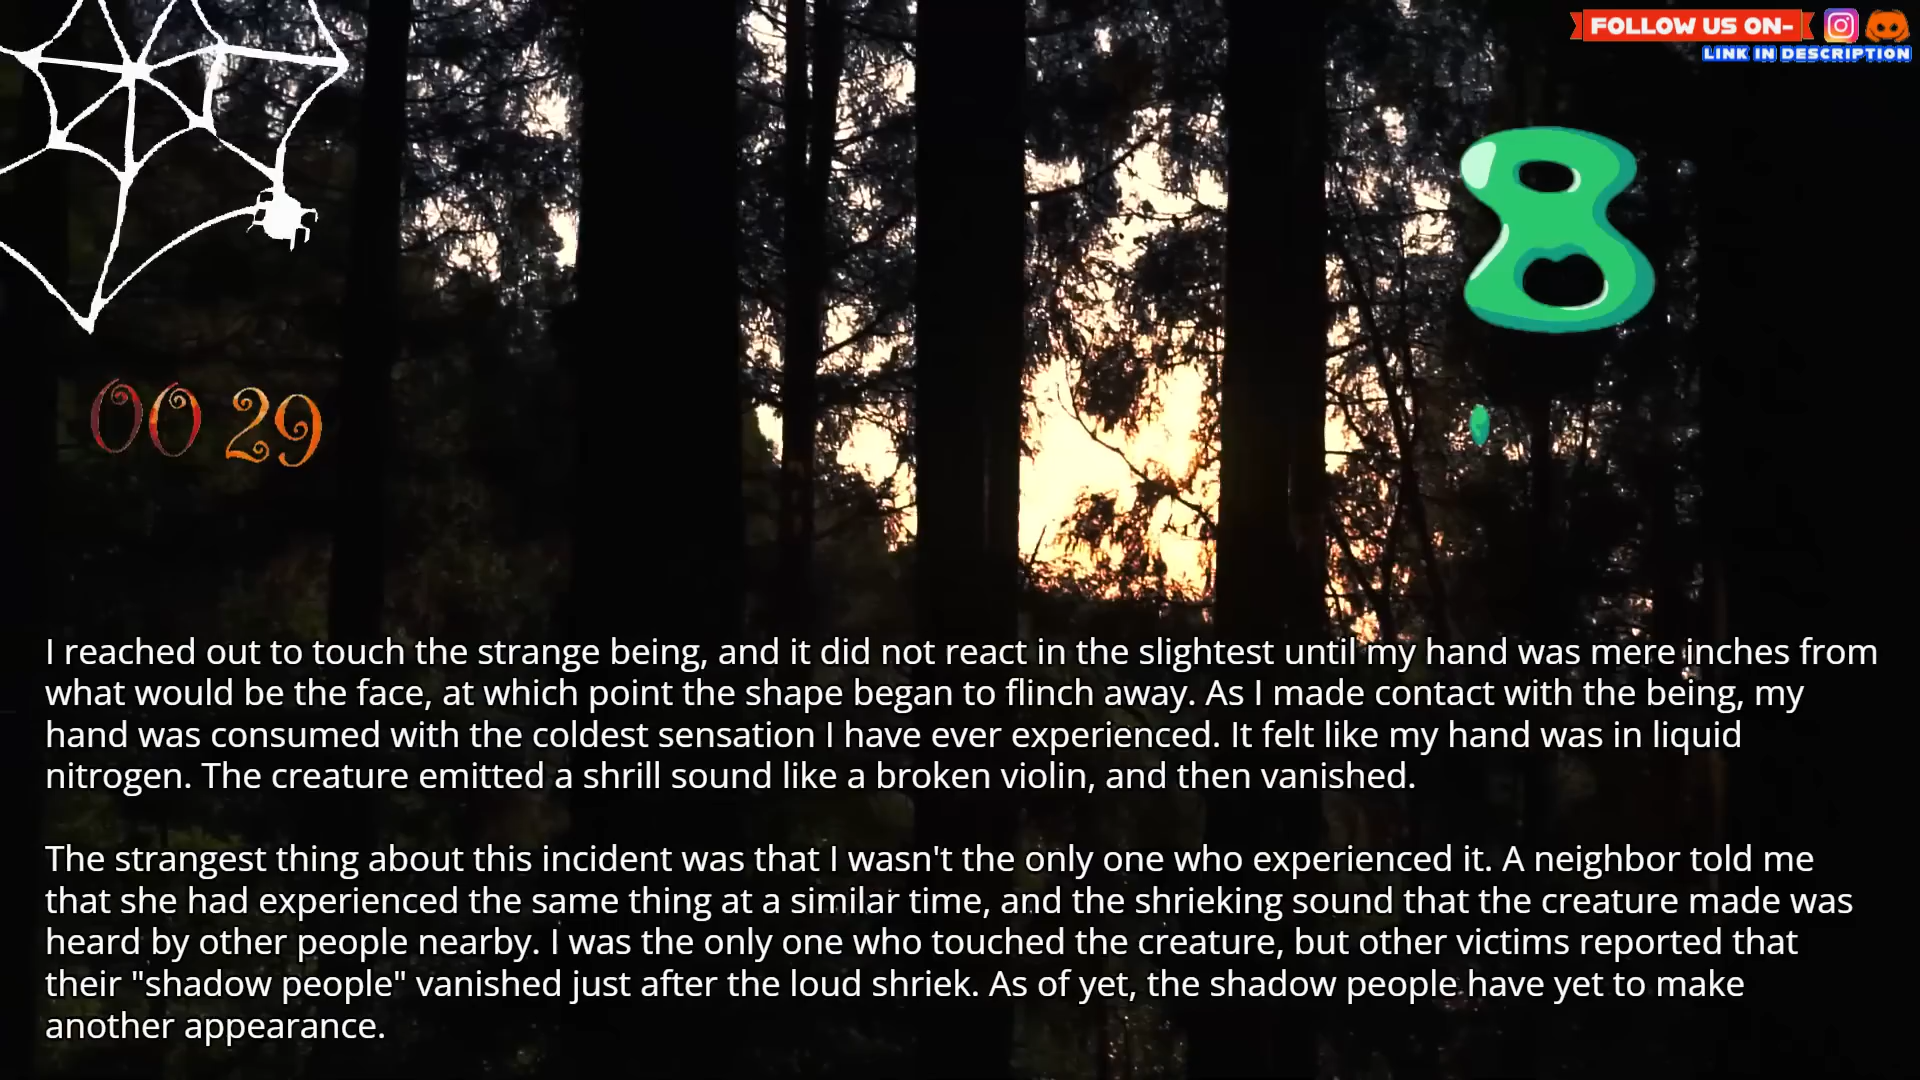 FOLLOW US ON-
LINK IN DESCRIPTION
8
00 29
I reached out to touch the strange being, and it did not react in the slightest until my hand was mere inches from
what would be the face, at which point the shape began to flinch away. As I made contact with the being, my
hand was consumed with the coldest sensation I have ever experienced. It felt like my hand was in liquid
nitrogen. The creature emitted a shrill sound like a broken violin, and then vanished.
The strangest thing about this incident was that I wasn't the only one who experienced it. A neighbor told me
that she had experienced the same thing at a similar time, and the shrieking sound that the creature made was
heard by other people nearby. I was the only one who touched the creature, but other victims reported that
their "shadow people" vanished just after the loud shriek. As of yet, the shadow people have yet to make
another appearance.